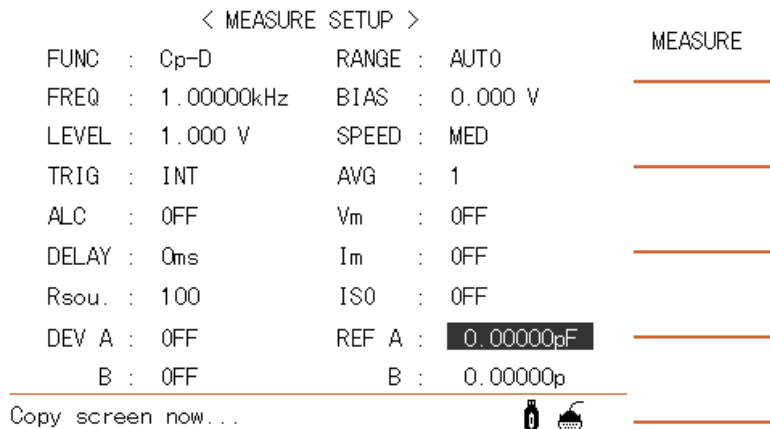 < MEASURE SETUP >
MEASURE
FUNC : Cp-D RANGE : AUTO
FREQ : 1.00000kHz BIAS : 0.000 V
LEVEL : 1.000 V SPEED : MED
TRIG : INT AVG : 1
ALC : OFF Vm : OFF
DELAY : 0ms Im : OFF
Rsou. : 100 ISO : OFF
DEV A : OFF REF A : 0.00000pF
B : OFF B : 0.00000p
Copy screen now...